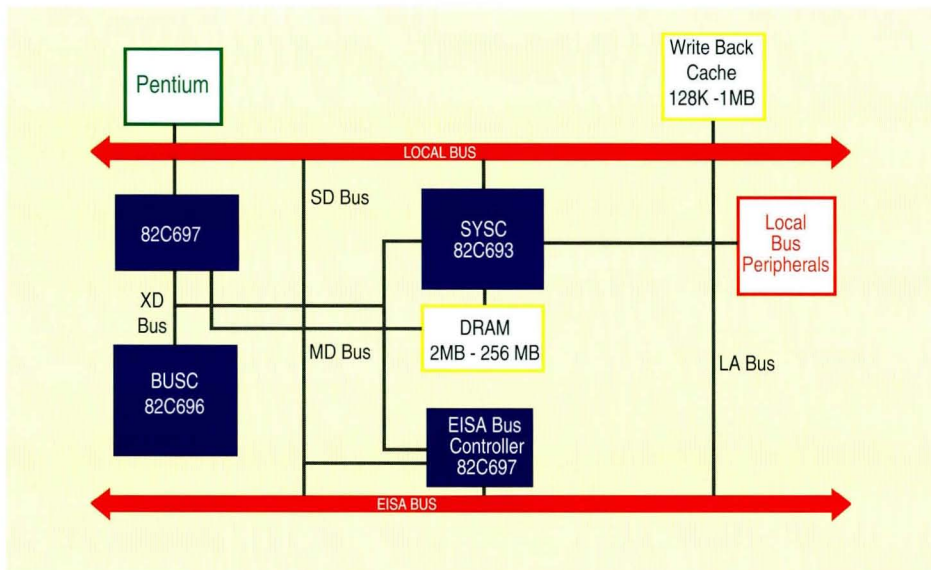 Pentium
Write Back
Cache
128K -1MB
LOCAL BUS
SD Bus
82C697
SYSC
82C693
Local
Bus
Peripherals
XD
Bus
MD Bus
DRAM
2MB - 256 MB
LA Bus
BUSC
82C696
EISA Bus
Controller
82C697
EISA BUS